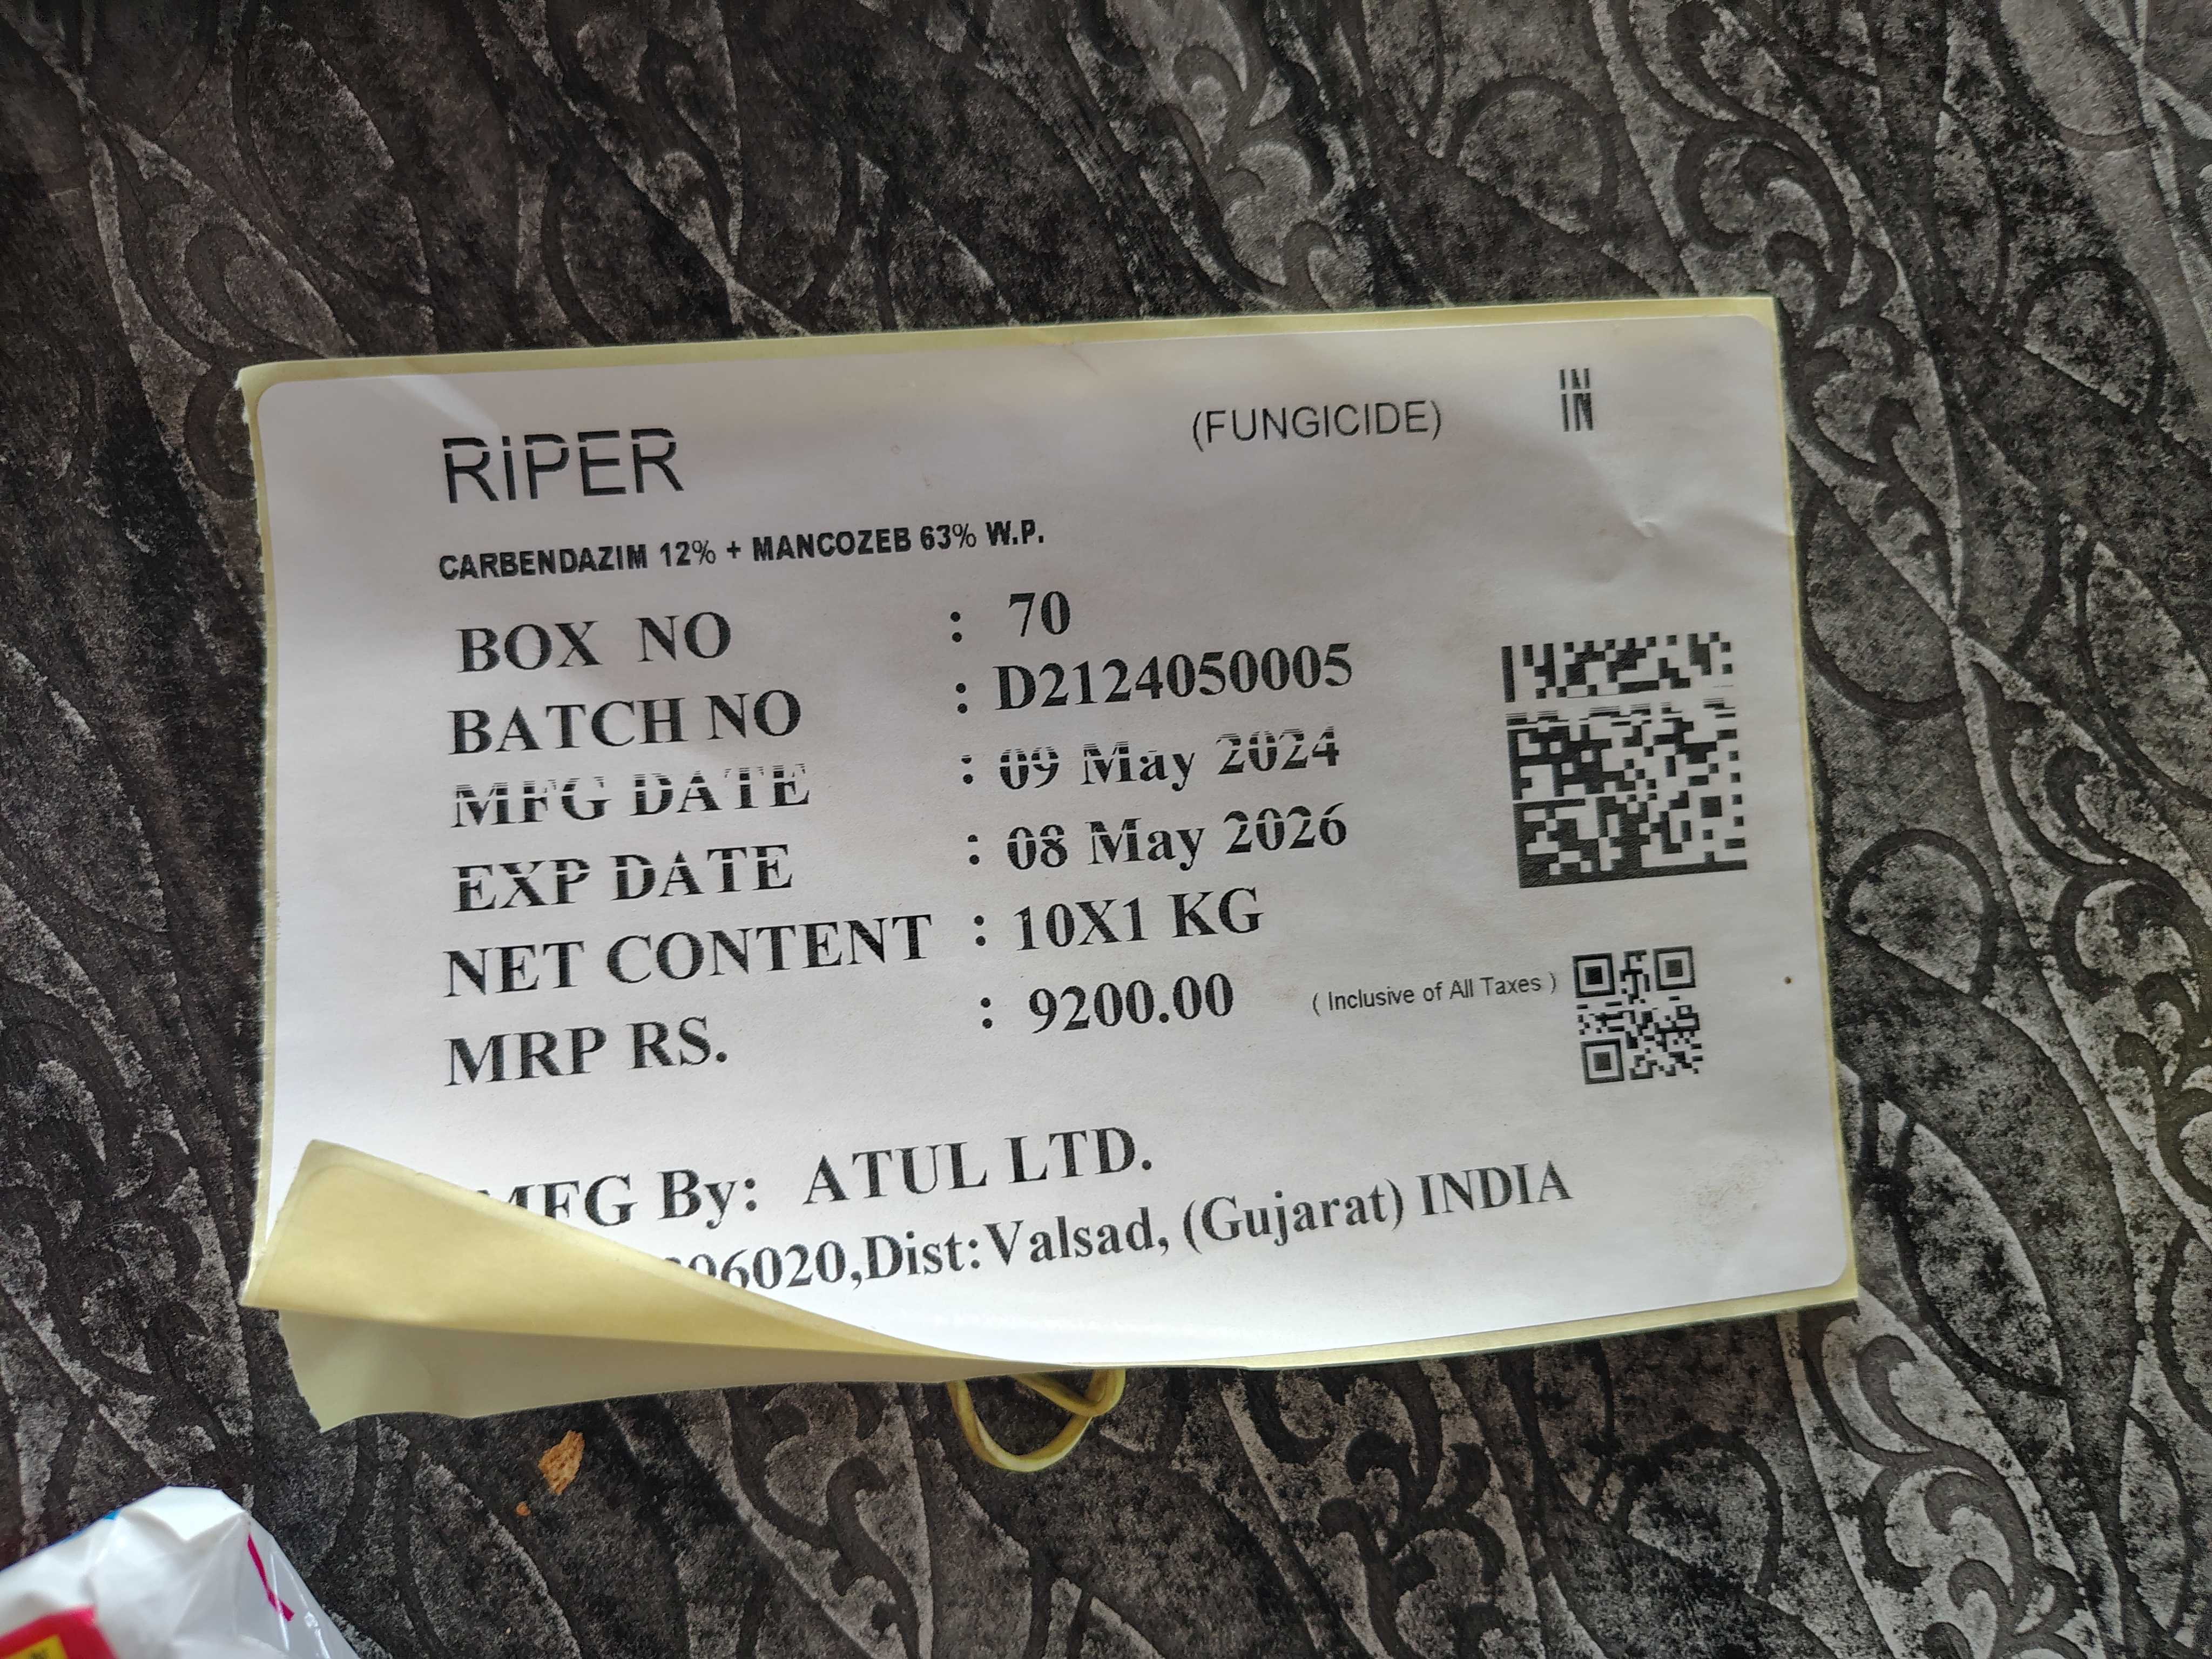 RIPER (FUNGICIDE) IN
CARBENDAZIM 12% + MANCOZEB 63% W.P.
BOX NO : 70
BATCH NO : D2124050005
MFG DATE : 09 May 2024
EXP DATE : 08 May 2026
NET CONTENT : 10X1 KG
MRP RS. : 9200.00 ( Inclusive of All Taxes )
MFG By: ATUL LTD.
96020,Dist:Valsad, (Gujarat) INDIA